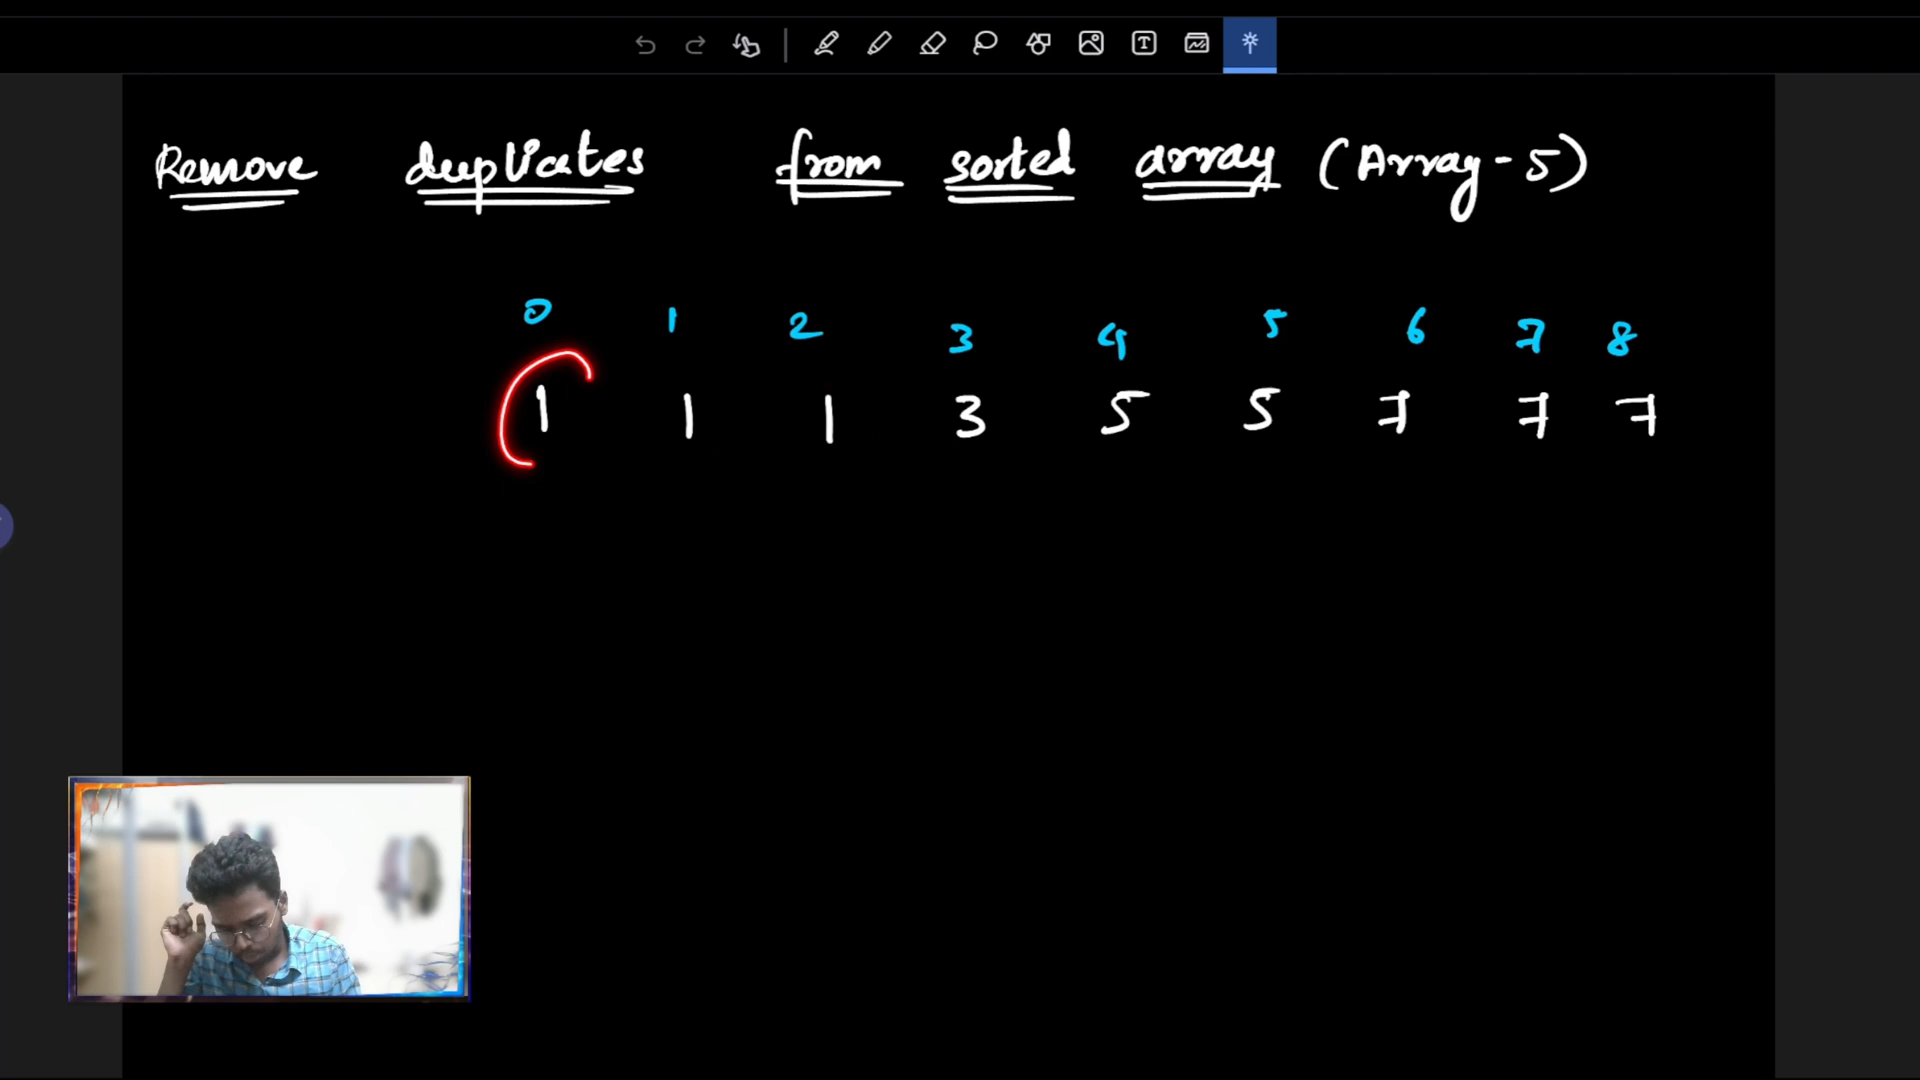 Remove deuplicates from sorted array (Array-5)
0 1 2 3 4 5 6 7 8
1 1 1 3 5 5 7 7 7